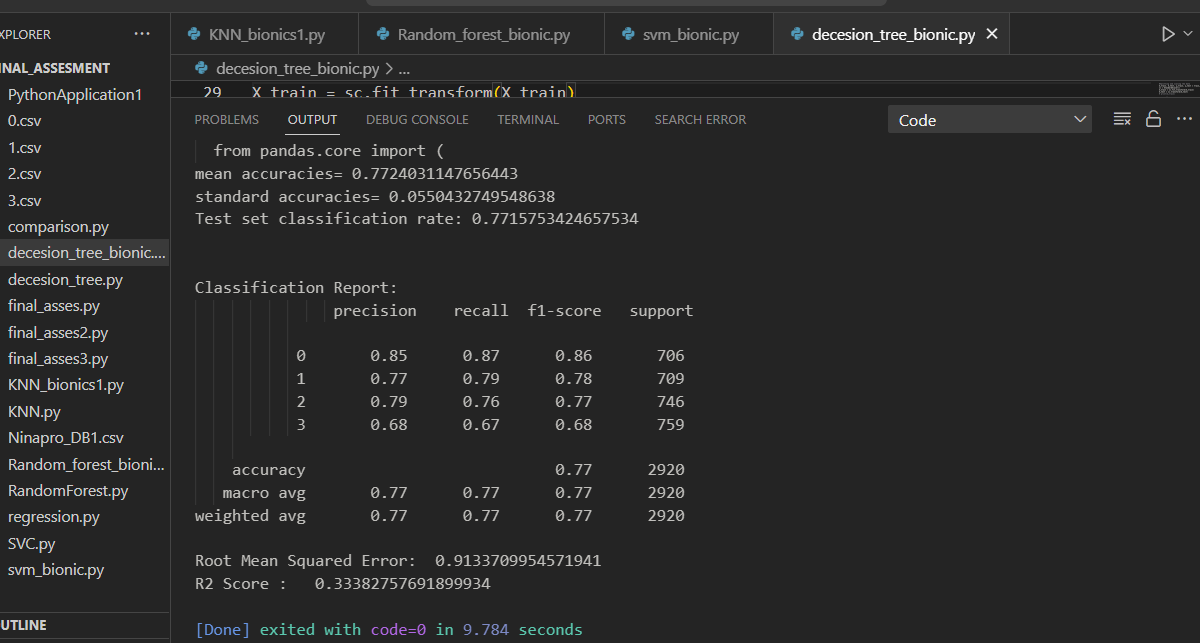 XPLORER
INAL_ASSESMENT
PythonApplication1
0.csv
1.csv
2.csv
3.csv
comparison.py
decesion_tree_bionic....
decesion_tree.py
final_asses.py
final_asses2.py
final_asses3.py
KNN_bionics1.py
KNN.py
Ninapro_DB1.csv
Random_forest_bioni...
RandomForest.py
regression.py
SVC.py
svm_bionic.py
UTLINE
KNN_bionics1.py Random_forest_bionic.py svm_bionic.py decesion_tree_bionic.py
decesion_tree_bionic.py > ...
29 X_train = sc.fit_transform(X_train)
PROBLEMS OUTPUT DEBUG CONSOLE TERMINAL PORTS SEARCH ERROR Code
from pandas.core import (
mean accuracies= 0.7724031147656443
standard accuracies= 0.0550432749548638
Test set classification rate: 0.7715753424657534
Classification Report:
precision recall f1-score support
0 0.85 0.87 0.86 706
1 0.77 0.79 0.78 709
2 0.79 0.76 0.77 746
3 0.68 0.67 0.68 759
accuracy 0.77 2920
macro avg 0.77 0.77 0.77 2920
weighted avg 0.77 0.77 0.77 2920
Root Mean Squared Error: 0.9133709954571941
R2 Score : 0.33382757691899934
[Done] exited with code=0 in 9.784 seconds